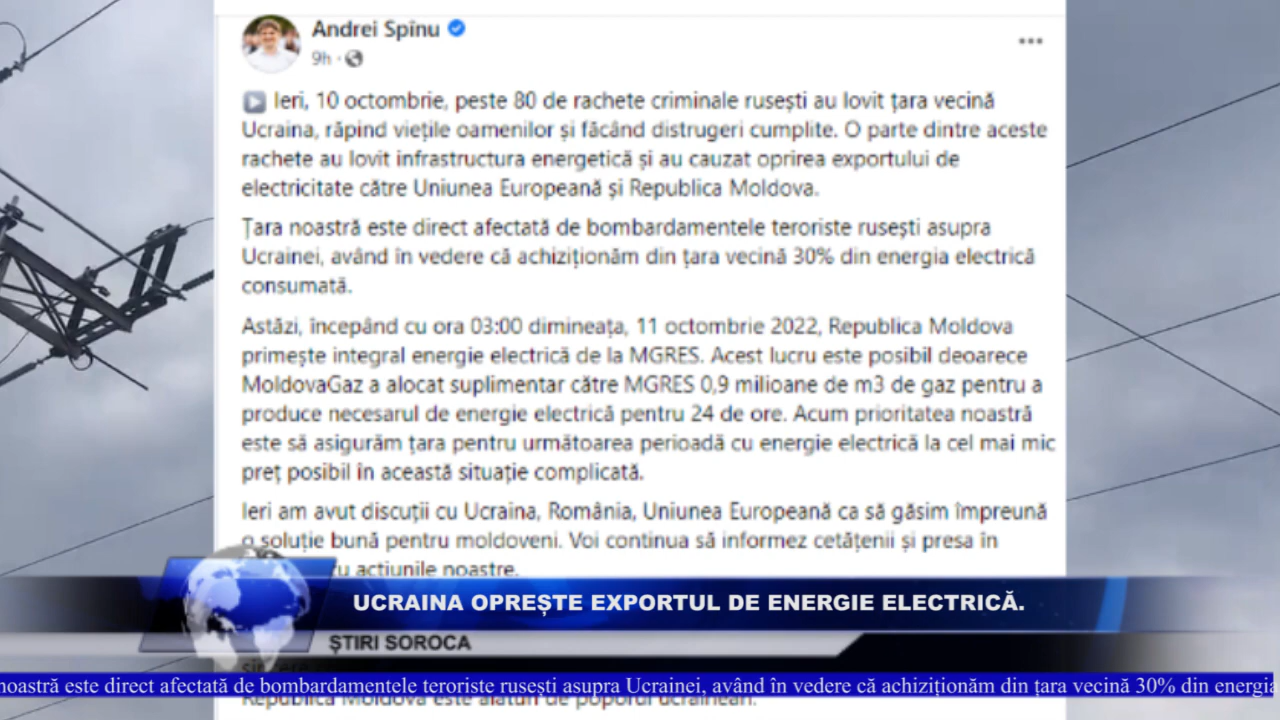 Andrei Spînu
9h
Ieri, 10 octombrie, peste 80 de rachete criminale rusești au lovit țara vecină
Ucraina, răpind viețile oamenilor și făcând distrugeri cumplite. O parte dintre aceste
rachete au lovit infrastructura energetică și au cauzat oprirea exportului de
electricitate către Uniunea Europeană și Republica Moldova.
Țara noastră este direct afectată de bombardamentele teroriste rusești asupra
Ucrainei, având în vedere că achiziționăm din țara vecină 30% din energia electrică
consumată.
Astăzi, începând cu ora 03:00 dimineața, 11 octombrie 2022, Republica Moldova
primește integral energie electrică de la MGRES. Acest lucru este posibil deoarece
MoldovaGaz a alocat suplimentar către MGRES 0,9 milioane de m3 de gaz pentru a
produce necesarul de energie electrică pentru 24 de ore. Acum prioritatea noastră
este să asigurăm țara pentru următoarea perioadă cu energie electrică la cel mai mic
preț posibil în această situație complicată.
Ieri am avut discuții cu Ucraina, România, Uniunea Europeană ca să găsim împreună
o soluție bună pentru moldoveni. Voi continua să informez cetățenii și presa în
acțiunile noastre.
UCRAINA OPREȘTE EXPORTUL DE ENERGIE ELECTRICĂ.
ȘTIRI SOROCA
noastră este direct afectată de bombardamentele teroriste rusești asupra Ucrainei, având în vedere că achiziționăm din țara vecină 30% din energia
Republica Moldova este alături de poporul ucrainean.